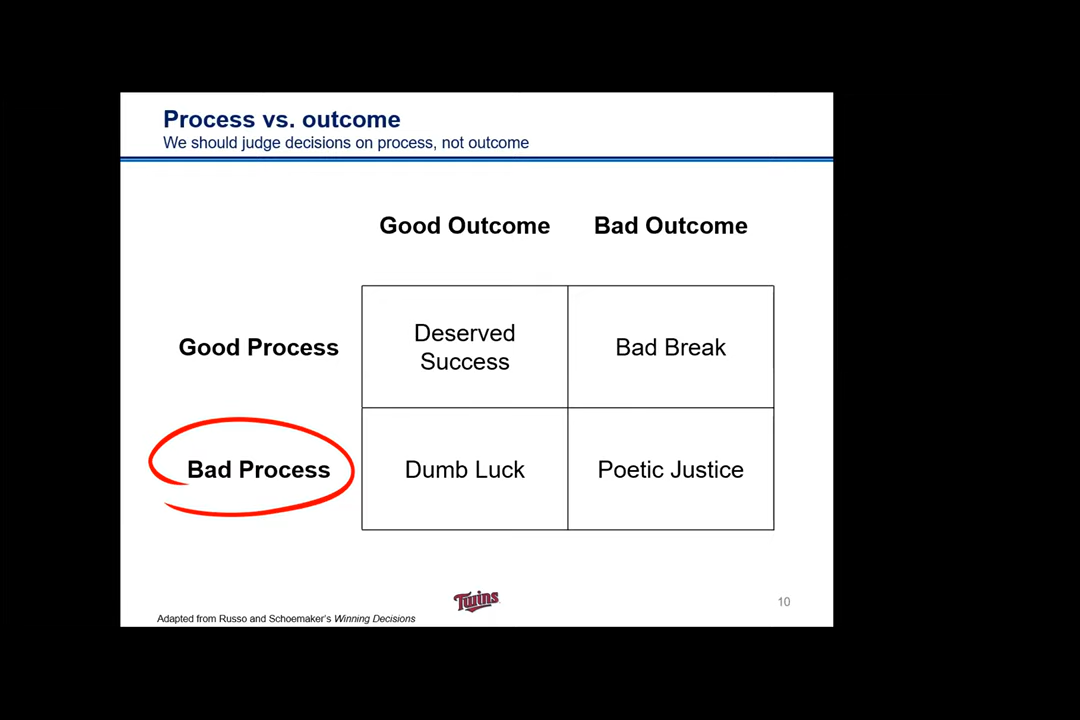 Process vs. outcome
We should judge decisions on process, not outcome
Good Outcome Bad Outcome
Good Process
Deserved
Success
Bad Break
Bad Process
Dumb Luck
Poetic Justice
Twins
10
Adapted from Russo and Schoemaker's Winning Decisions